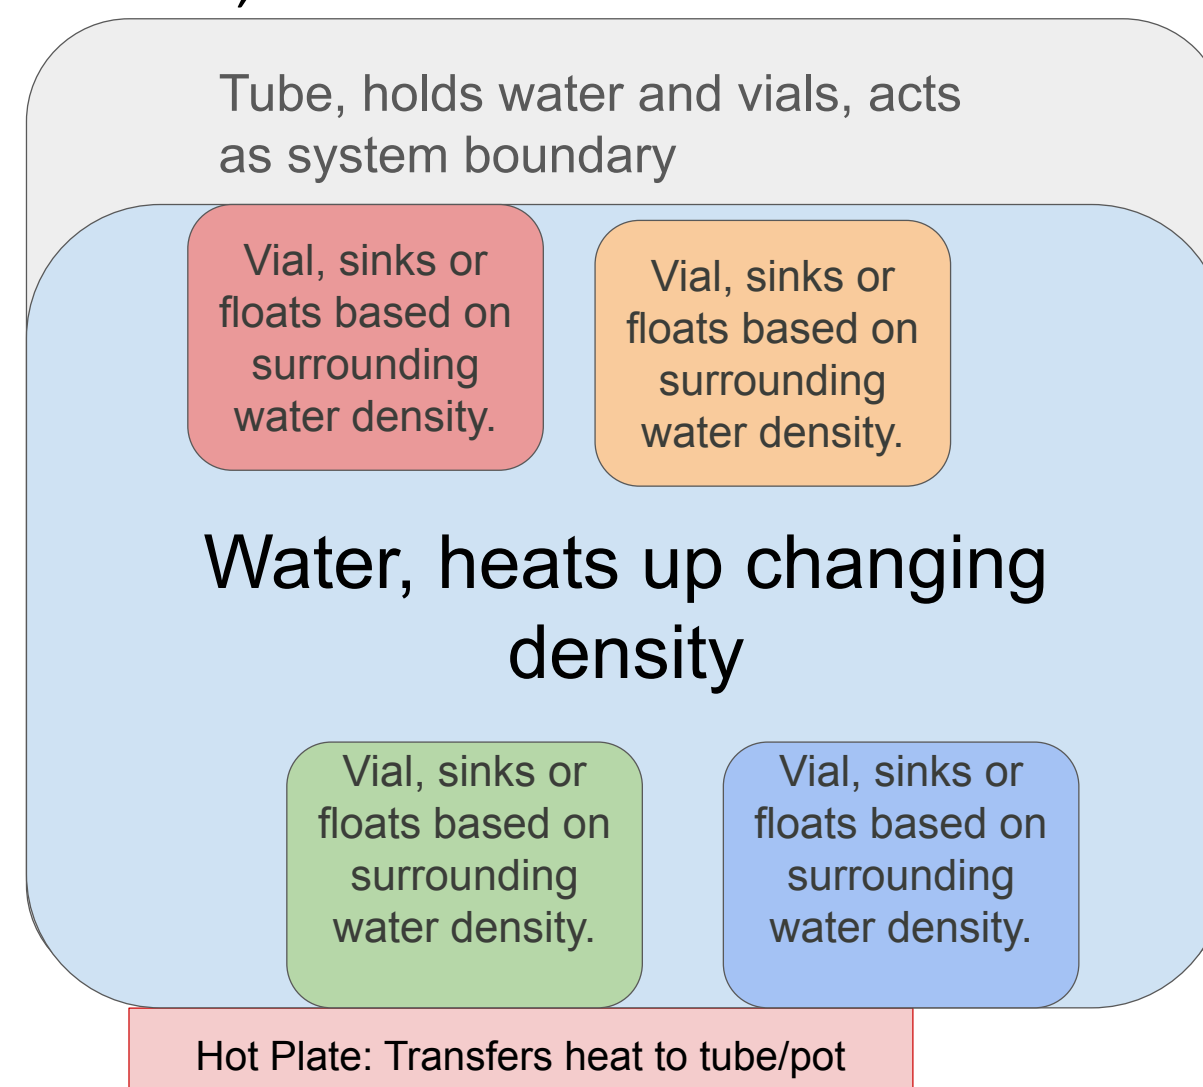 Tube, holds water and vials, acts
as system boundary
Vial, sinks or
floats based on
surrounding
water density.
Vial, sinks or
floats based on
surrounding
water density.
Water, heats up changing
density
Vial, sinks or
floats based on
surrounding
water density.
Vial, sinks or
floats based on
surrounding
water density.
Hot Plate: Transfers heat to tube/pot